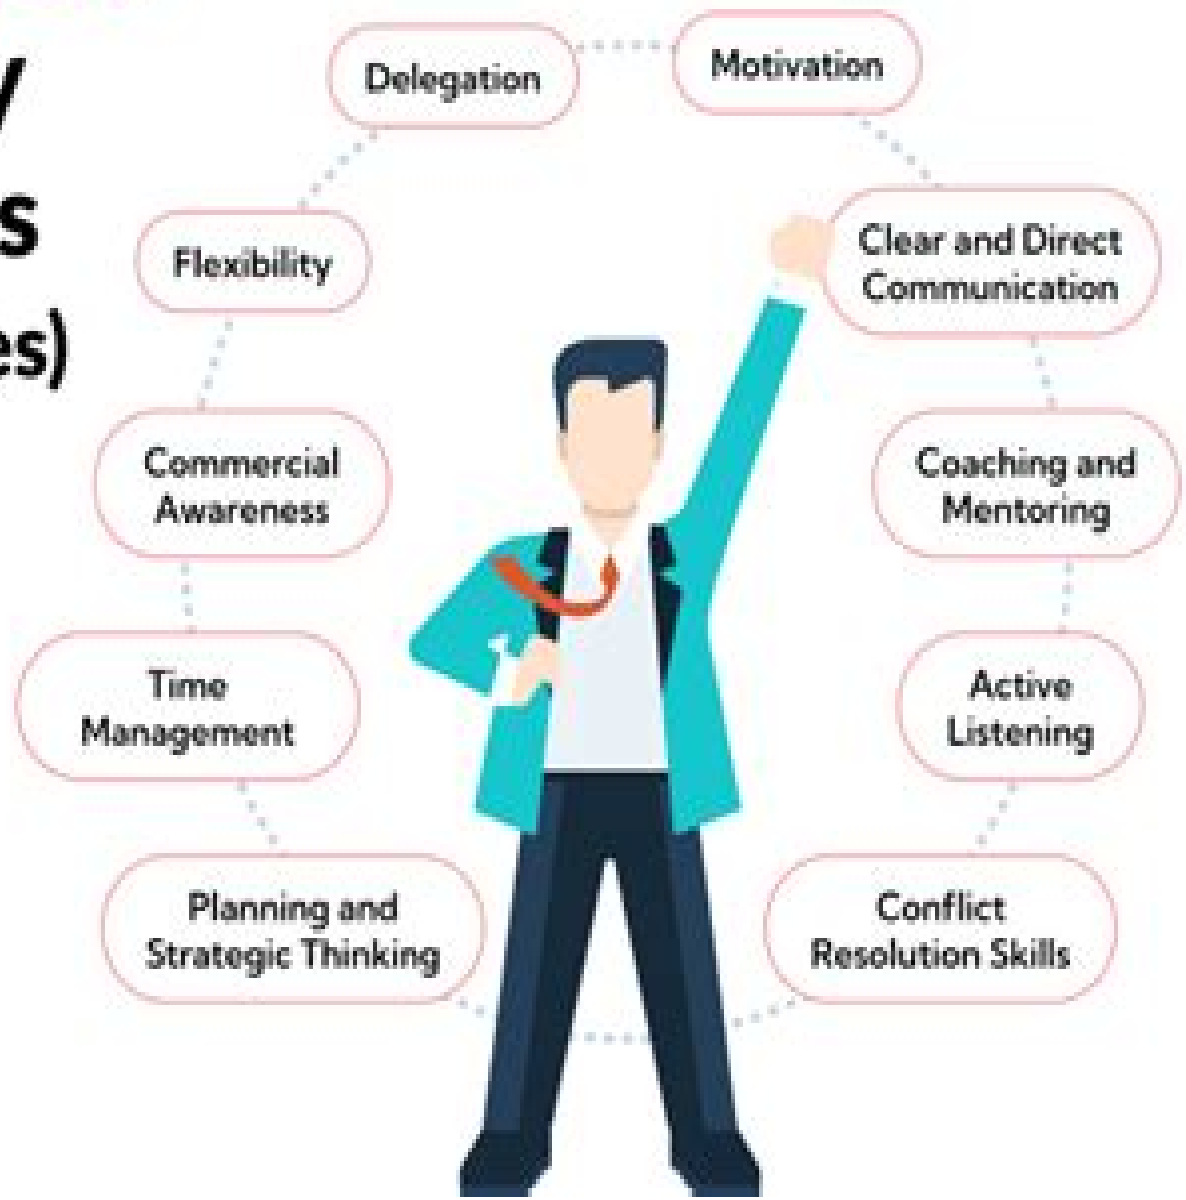 y
s
es)
Delegation
Motivation
Flexibility
Clear and Direct
Communication
Commercial
Awareness
Coaching and
Mentoring
Time
Management
Active
Listening
Planning and
Strategic Thinking
Conflict
Resolution Skills